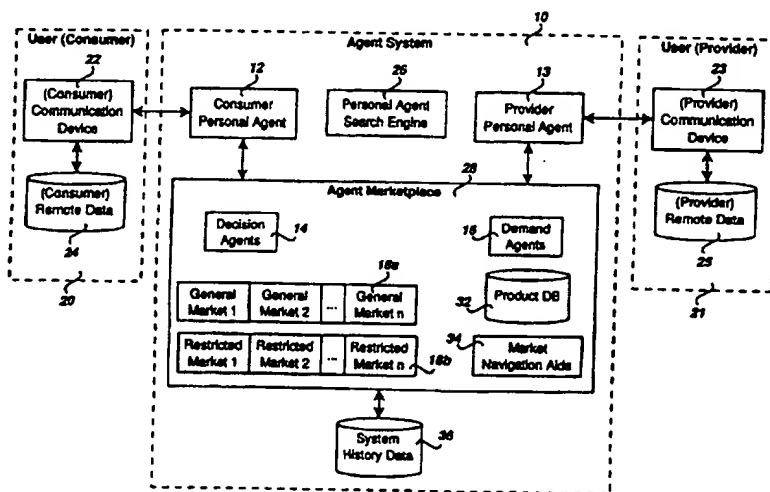 10
User (Consumer)
Agent System
User (Provider)
22
12
26
13
23
(Consumer)
Communication
Device
Consumer
Personal Agent
Personal Agent
Search Engine
Provider
Personal Agent
(Provider)
Communication
Device
28
Agent Marketplace
(Consumer)
Remote Data
(Provider)
Remote Data
Decision
Agents
14
16
Demand
Agents
24
25
18a
20
21
General
Market 1
General
Market 2
...
General
Market n
32
Product DB
Restricted
Market 1
Restricted
Market 2
...
Restricted
Market n
18b
34
Market
Navigation Aids
System
History Data
36